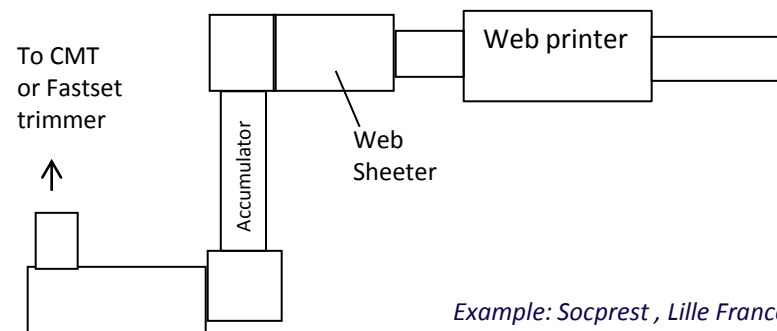 To CMT
or Fastset
trimmer
Web printer
Web
Sheeter
Accumulator
Example: Socprest , Lille France